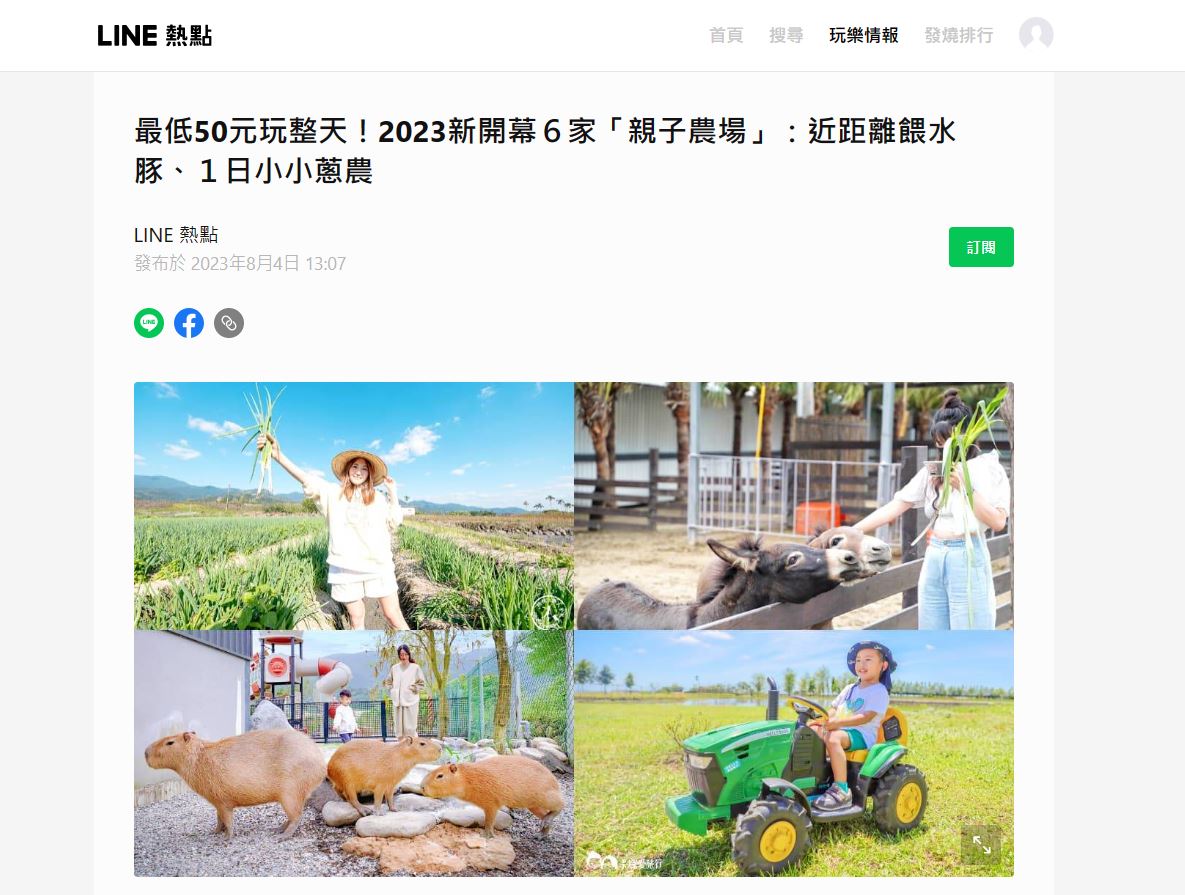 LINE 熱點
首頁 搜尋 玩樂情報 發燒排行
最低50元玩整天！2023新開幕６家「親子農場」：近距離餵水
豚、１日小小蔥農
LINE 熱點
發布於 2023年8月4日 13:07
訂閱
LINE